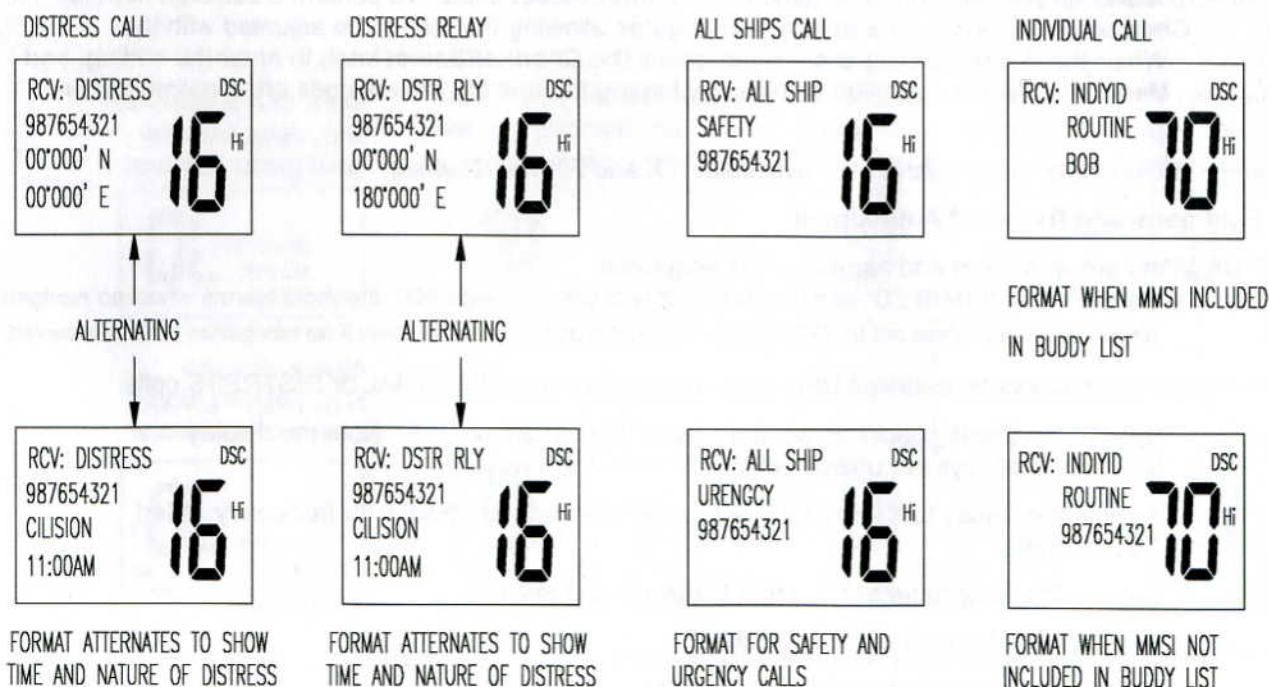 DISTRESS CALL
RCV: DISTRESS DSC
987654321
00°000' N
00°000' E
16 Hi
ALTERNATING
RCV: DISTRESS DSC
987654321
CILISION
11:00AM
16 Hi
FORMAT ATTERNATES TO SHOW
TIME AND NATURE OF DISTRESS
DISTRESS RELAY
RCV: DSTR RLY DSC
987654321
00°000' N
180°000' E
16 Hi
ALTERNATING
RCV: DSTR RLY DSC
987654321
CILISION
11:00AM
16 Hi
FORMAT ATTERNATES TO SHOW
TIME AND NATURE OF DISTRESS
ALL SHIPS CALL
RCV: ALL SHIP DSC
SAFETY
987654321
16 Hi
RCV: ALL SHIP DSC
URENGCY
987654321
16 Hi
FORMAT FOR SAFETY AND
URGENCY CALLS
INDIVIDUAL CALL
RCV: INDIYID DSC
ROUTINE
BOB
70 Hi
FORMAT WHEN MMSI INCLUDED
IN BUDDY LIST
RCV: INDIYID DSC
ROUTINE
987654321
70 Hi
FORMAT WHEN MMSI NOT
INCLUDED IN BUDDY LIST